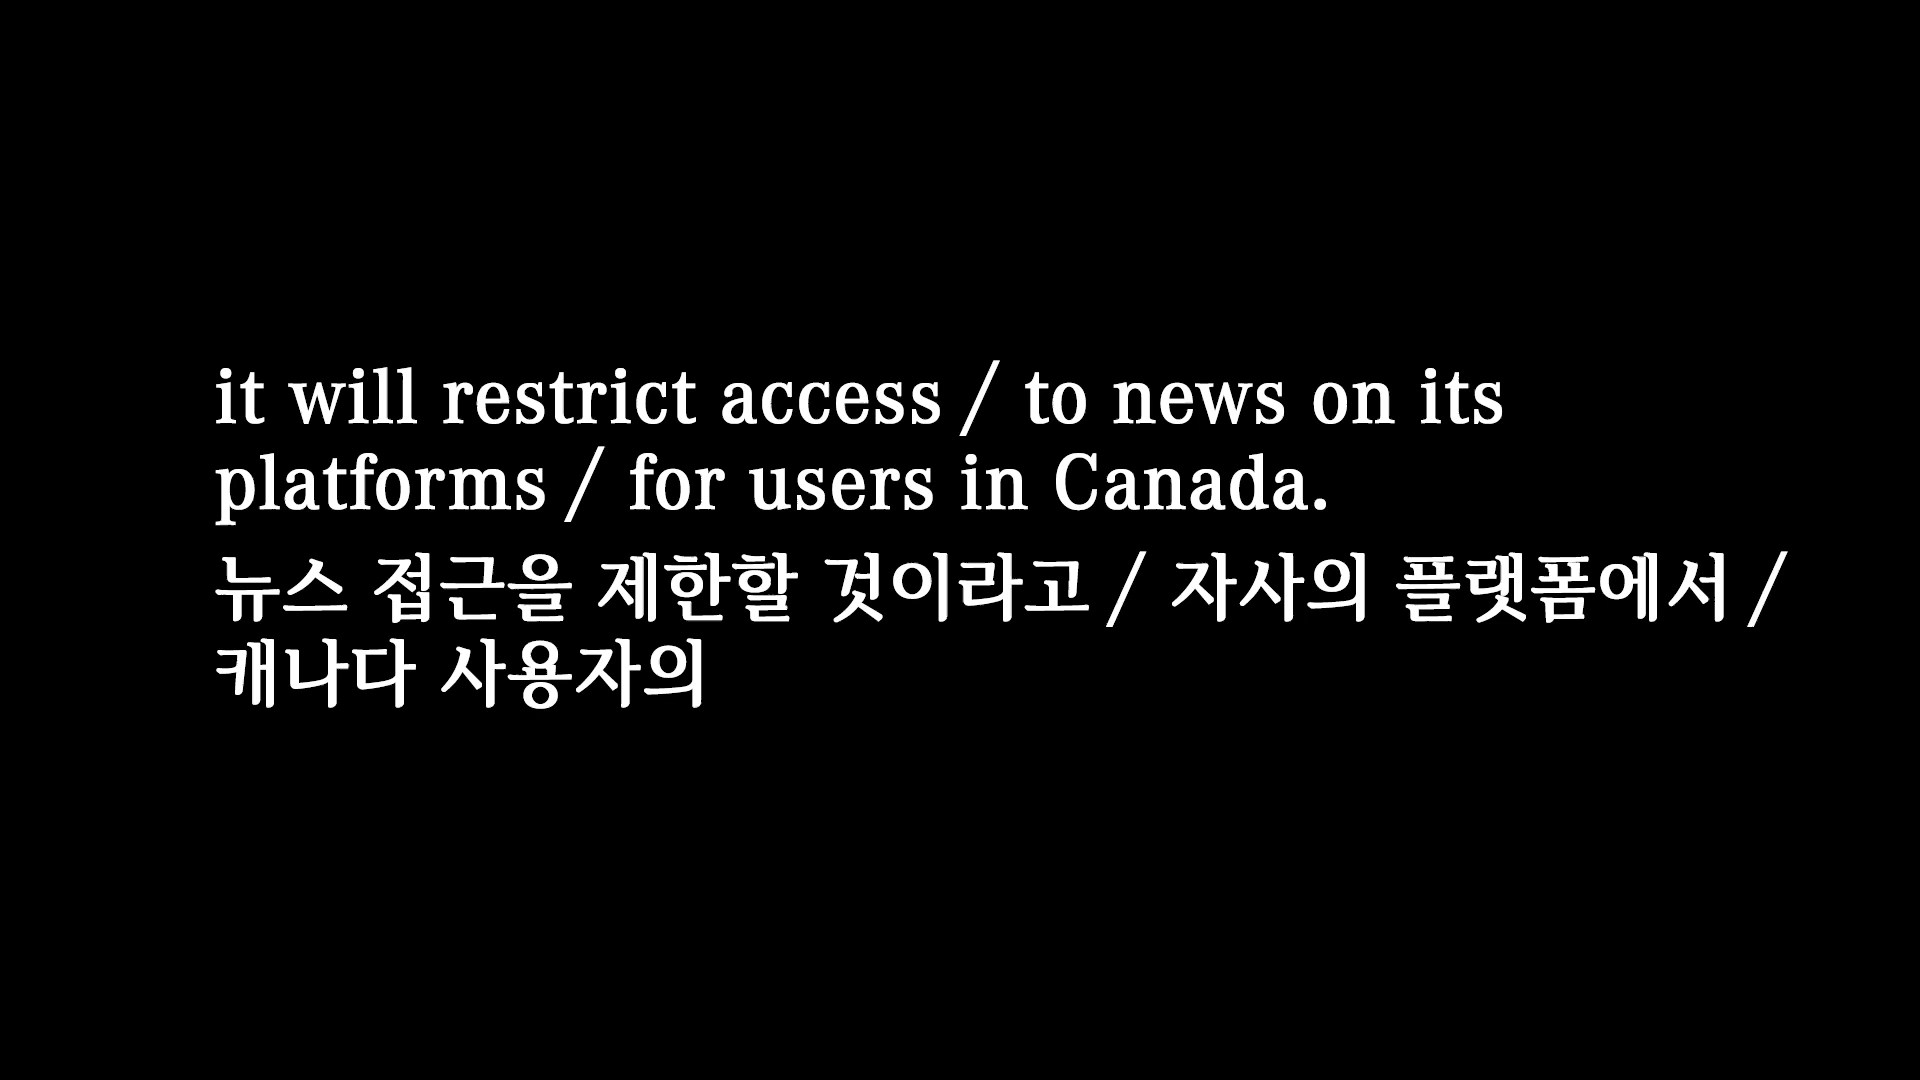 it will restrict access / to news on its
platforms / for users in Canada.
뉴스 접근을 제한할 것이라고 / 자사의 플랫폼에서 /
캐나다 사용자의